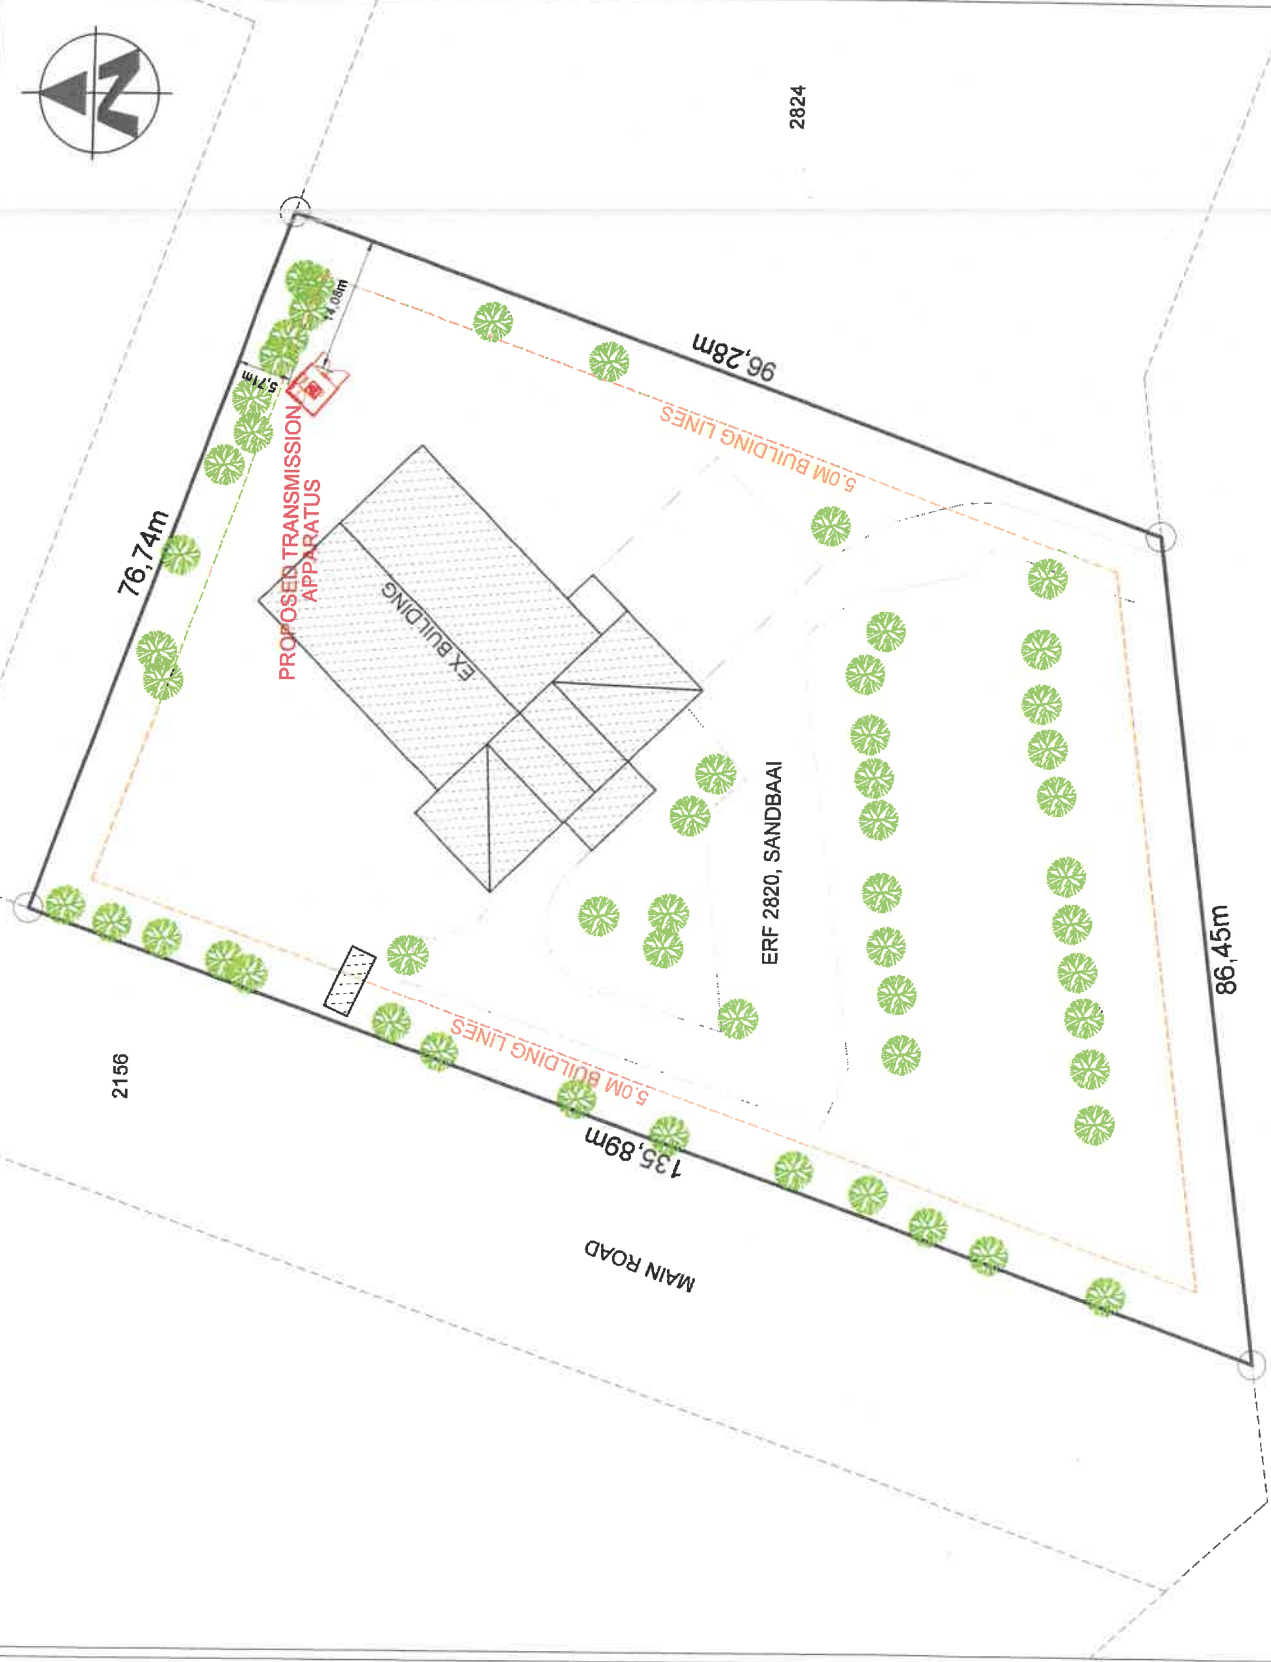 N
2824
76,74m
14,08m
5,71m
PROPOSED TRANSMISSION
APPARATUS
EX BUILDING
96,28m
5.0M BUILDING LINES
ERF 2820, SANDBAAI
2156
5.0M BUILDING LINES
135,89m
MAIN ROAD
86,45m